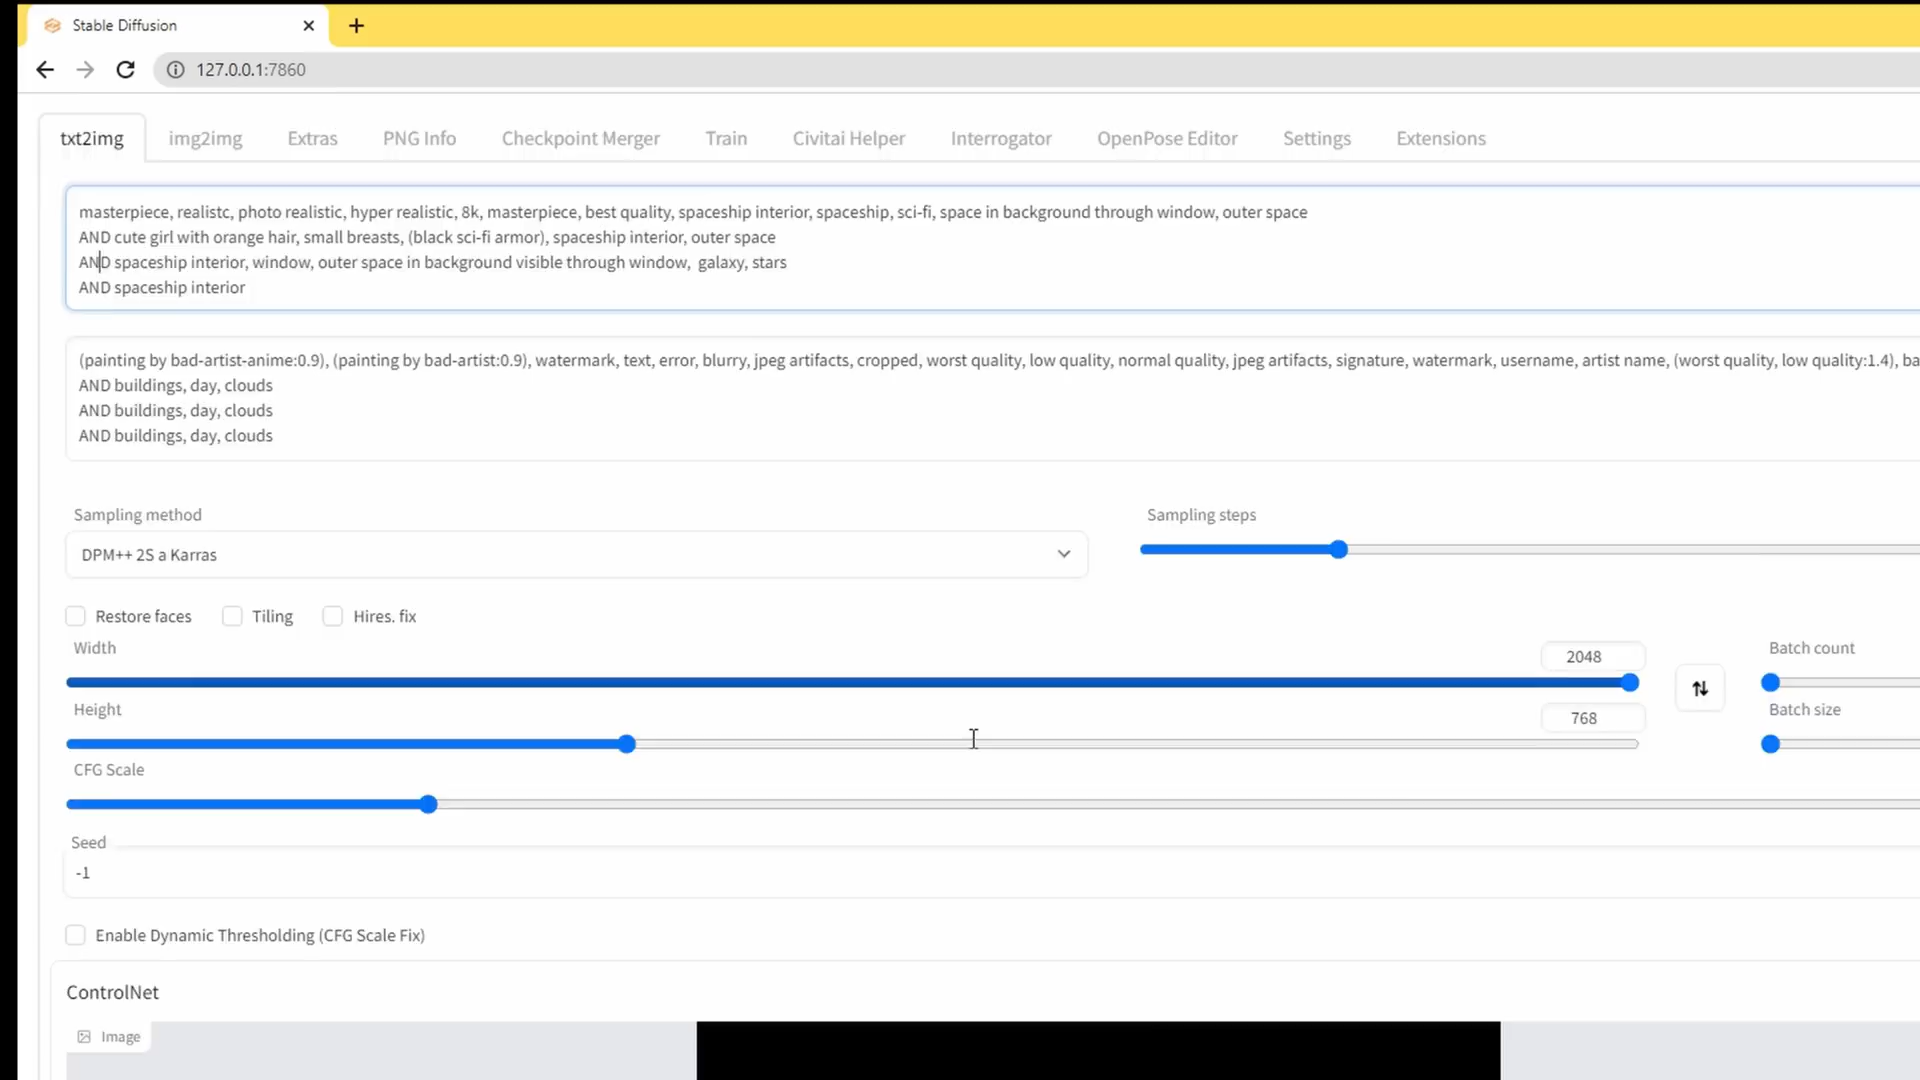 Stable Diffusion
127.0.0.1:7860
txt2img img2img Extras PNG Info Checkpoint Merger Train Civitai Helper Interrogator OpenPose Editor Settings Extensions
masterpiece, realistc, photo realistic, hyper realistic, 8k, masterpiece, best quality, spaceship interior, spaceship, sci-fi, space in background through window, outer space
AND cute girl with orange hair, small breasts, (black sci-fi armor), spaceship interior, outer space
AND spaceship interior, window, outer space in background visible through window,  galaxy, stars
AND spaceship interior
(painting by bad-artist-anime:0.9), (painting by bad-artist:0.9), watermark, text, error, blurry, jpeg artifacts, cropped, worst quality, low quality, normal quality, jpeg artifacts, signature, watermark, username, artist name, (worst quality, low quality:1.4), ba
AND buildings, day, clouds
AND buildings, day, clouds
AND buildings, day, clouds
Sampling method Sampling steps
DPM++ 2S a Karras
Restore faces Tiling Hires. fix
Width 2048 Batch count
Height 768 Batch size
CFG Scale
Seed
-1
Enable Dynamic Thresholding (CFG Scale Fix)
ControlNet
Image